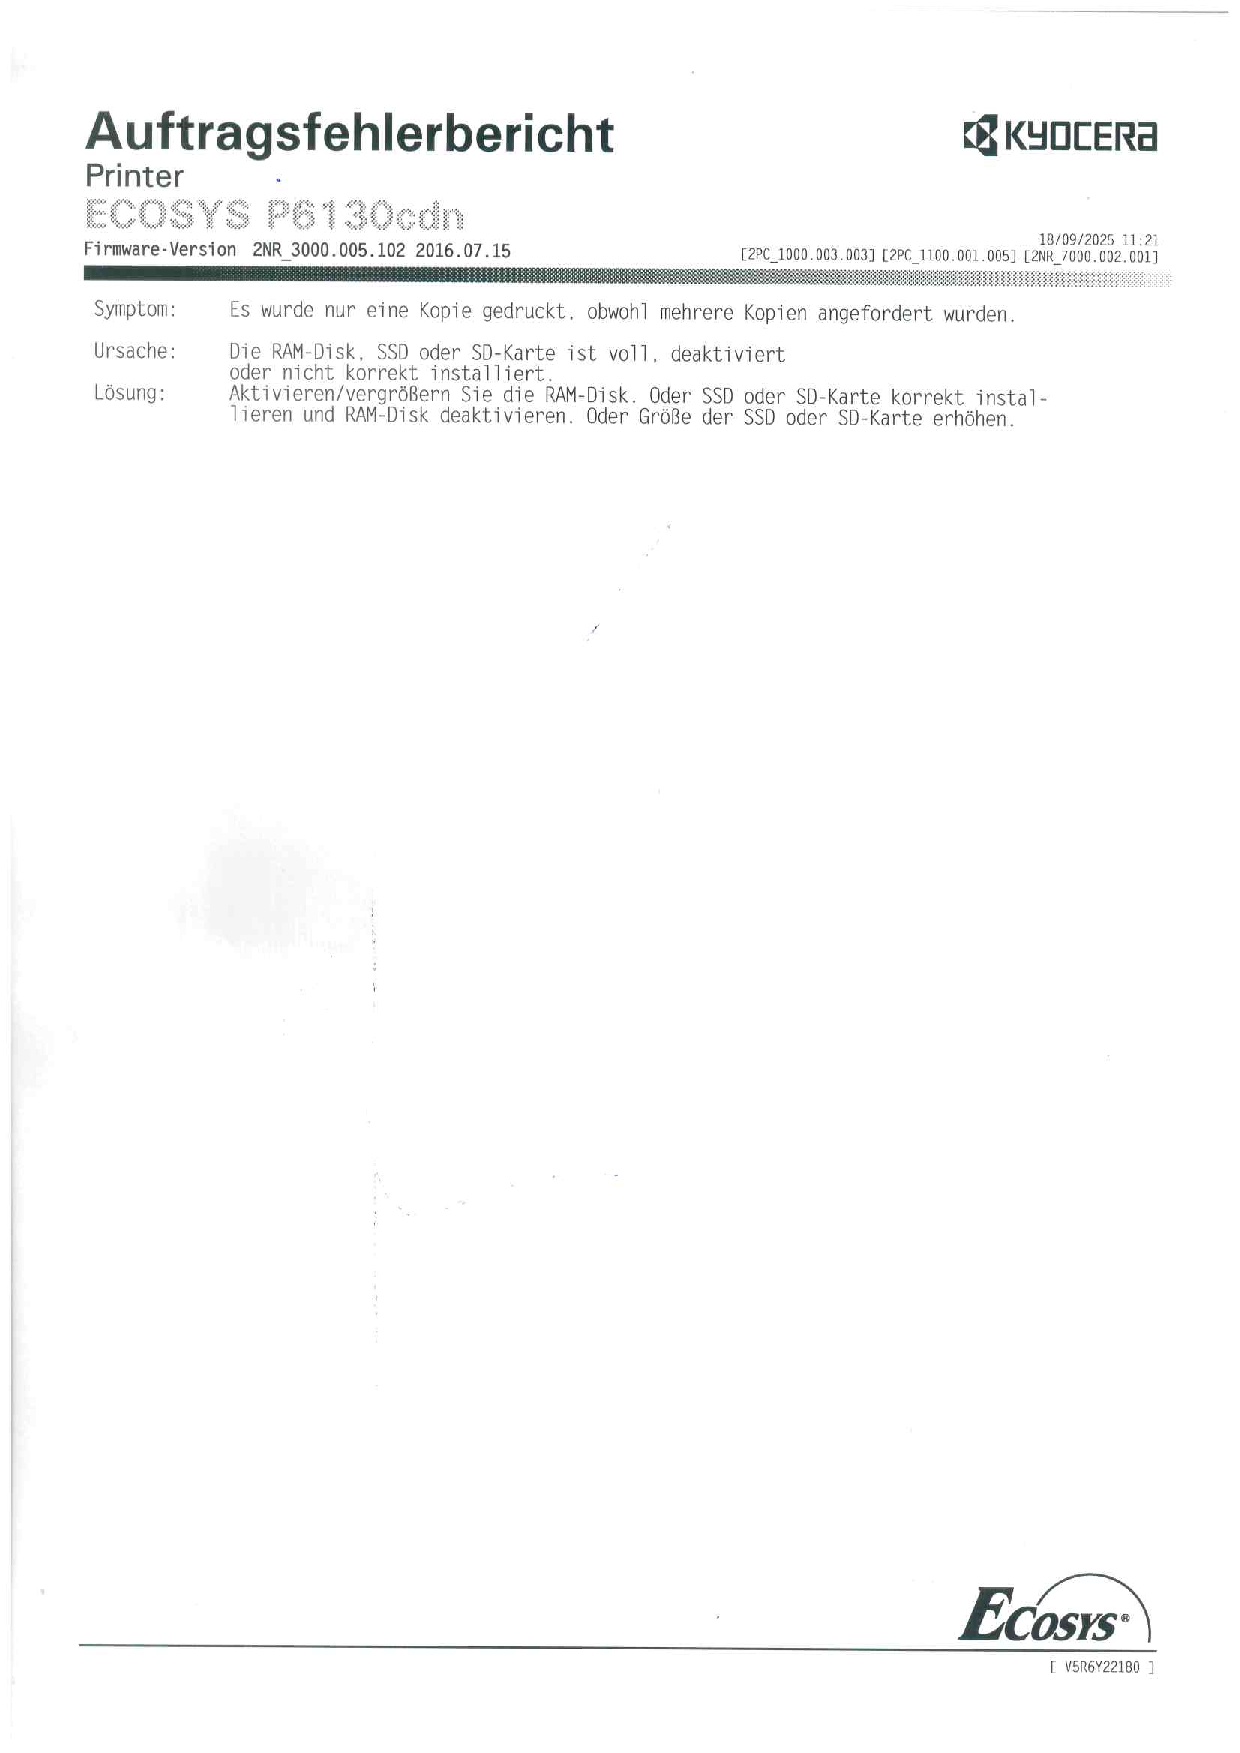 Auftragsfehlerbericht
KYOCERA
Printer
ECOSYS P6130cdn
18/09/2025 11:21
Firmware-Version 2NR_3000.005.102 2016.07.15
[2PC_1000.003.003] [2PC_1100.001.005] [2NR_7000.002.001]
Symptom: Es wurde nur eine Kopie gedruckt, obwohl mehrere Kopien angefordert wurden.
Ursache: Die RAM-Disk, SSD oder SD-Karte ist voll, deaktiviert
oder nicht korrekt installiert.
Lösung: Aktivieren/vergrößern Sie die RAM-Disk. Oder SSD oder SD-Karte korrekt instal-
lieren und RAM-Disk deaktivieren. Oder Größe der SSD oder SD-Karte erhöhen.
ECOSYS®
[ V5R6Y22180 ]